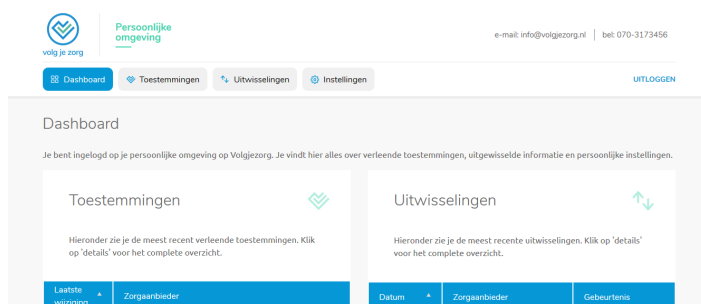 volg je zorg
Persoonlijke
omgeving
e-mail: info@volgjezorg.nl | bel: 070-3173456
Dashboard
Toestemmingen
Uitwisselingen
Instellingen
UITLOGGEN
Dashboard
Je bent ingelogd op je persoonlijke omgeving op Volgjezorg. Je vindt hier alles over verleende toestemmingen, uitgewisselde informatie en persoonlijke instellingen.
Toestemmingen
Hieronder zie je de meest recent verleende toestemmingen. Klik
op 'details' voor het complete overzicht.
Laatste
wijziging
Zorgaanbieder
Uitwisselingen
Hieronder zie je de meest recente uitwisselingen. Klik op 'details'
voor het complete overzicht.
Datum
Zorgaanbieder
Gebeurtenis